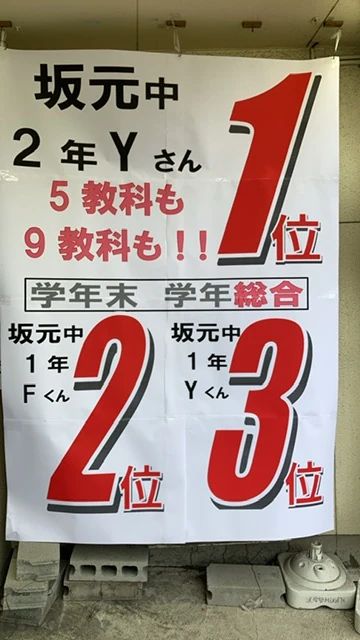 坂元中
2年Yさん
5教科も
9教科も!!
1位
学年末 学年総合
坂元中
1年
Fくん
2位
坂元中
1年
Yくん
3位